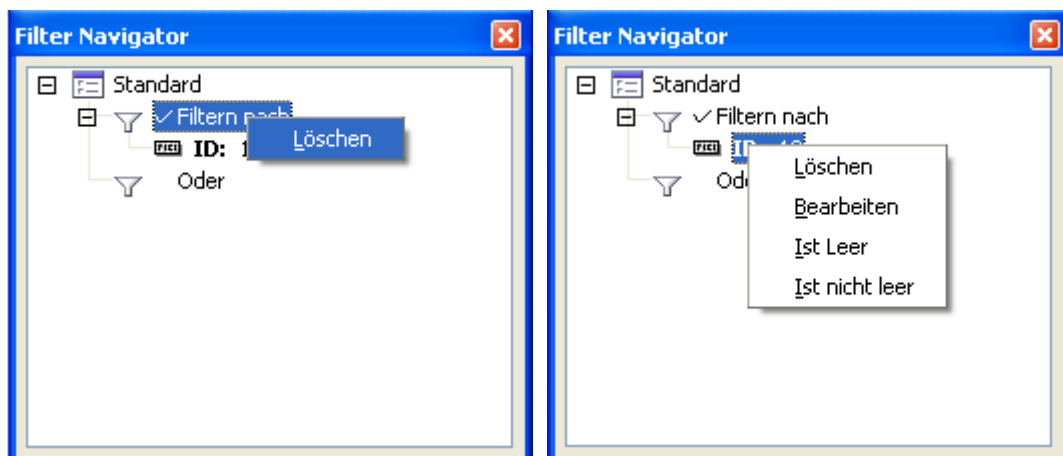 Filter Navigator
Standard
Filtern nach
Löschen
ID: 1
Oder
Filter Navigator
Standard
Filtern nach
Löschen
Bearbeiten
Ist Leer
Ist nicht leer